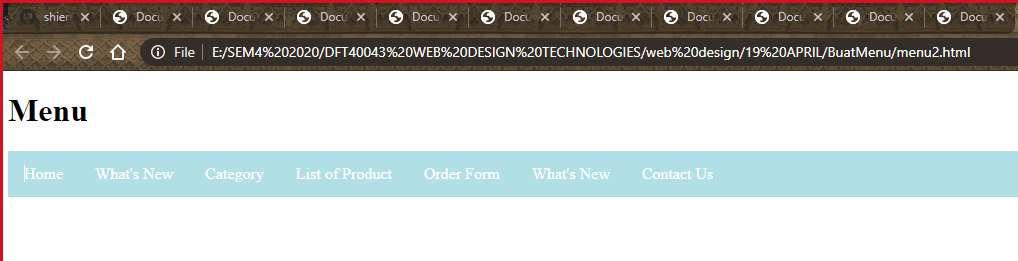 shier Docu Docu Docu Docu Docu Docu Docu Docu Docu Docu
File E:/SEM4%202020/DFT40043%20WEB%20DESIGN%20TECHNOLOGIES/web%20design/19%20APRIL/BuatMenu/menu2.html
Menu
Home What's New Category List of Product Order Form What's New Contact Us